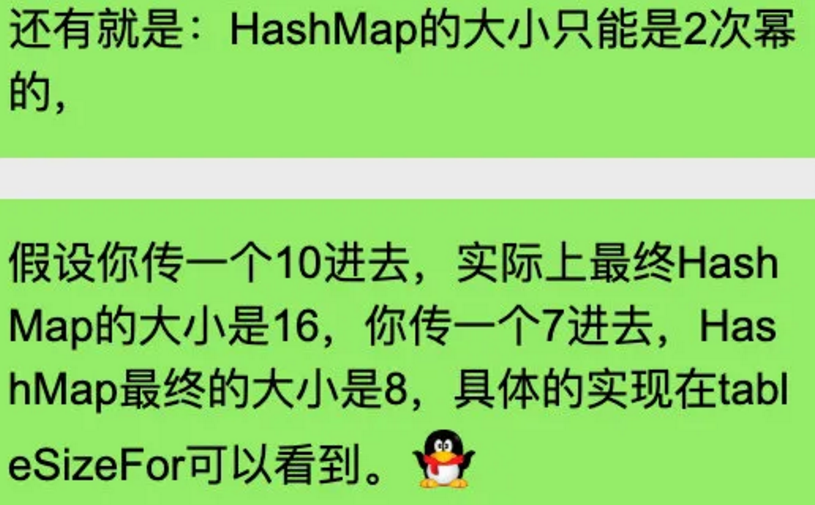 还有就是：HashMap的大小只能是2次幂
的，
假设你传一个10进去，实际上最终Hash
Map的大小是16，你传一个7进去，Has
hMap最终的大小是8，具体的实现在tabl
eSizeFor可以看到。